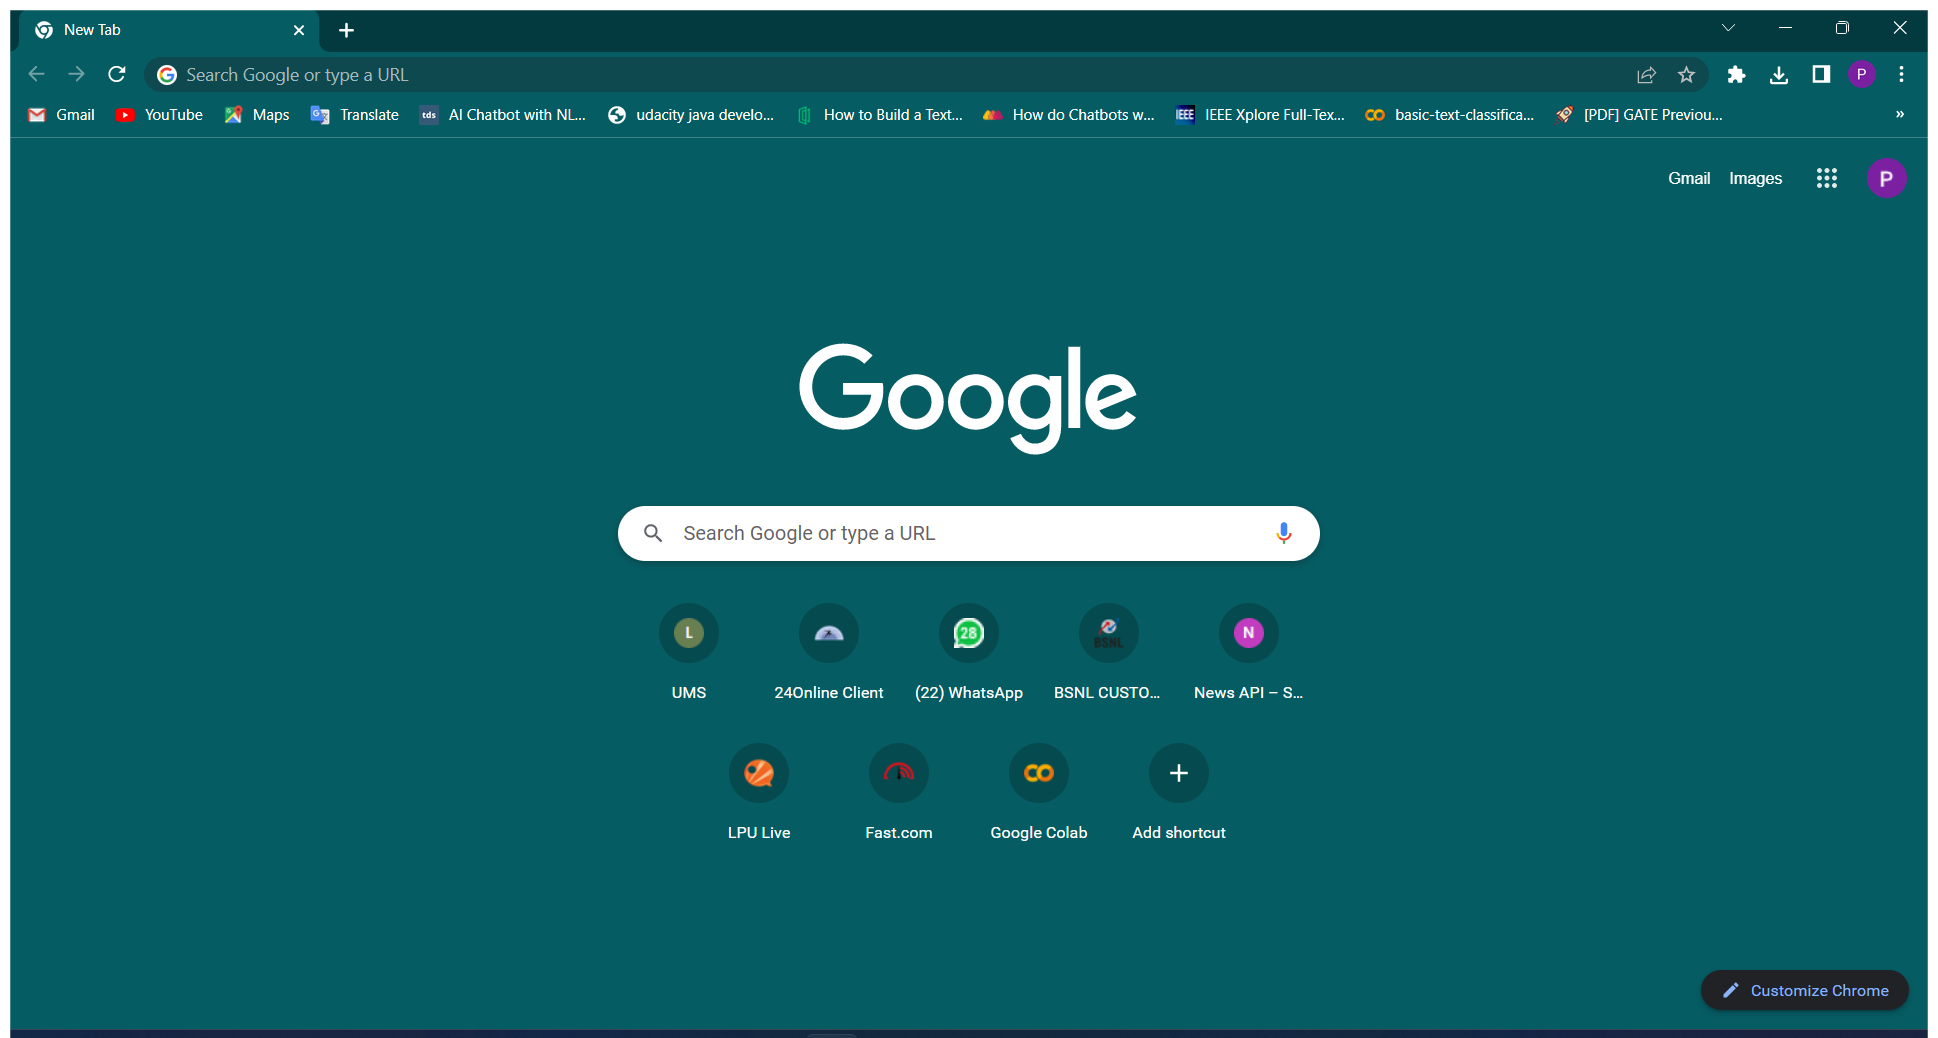 New Tab
Search Google or type a URL
P
Gmail
YouTube
Maps
Translate
tds
AI Chatbot with NL...
udacity java develo...
How to Build a Text...
How do Chatbots w...
IEEE
IEEE Xplore Full-Tex...
basic-text-classifica...
[PDF] GATE Previou...
»
Gmail Images
P
Google
Search Google or type a URL
L
28
BSNL
N
UMS
24Online Client
(22) WhatsApp
BSNL CUSTO...
News API – S...
LPU Live
Fast.com
Google Colab
Add shortcut
Customize Chrome